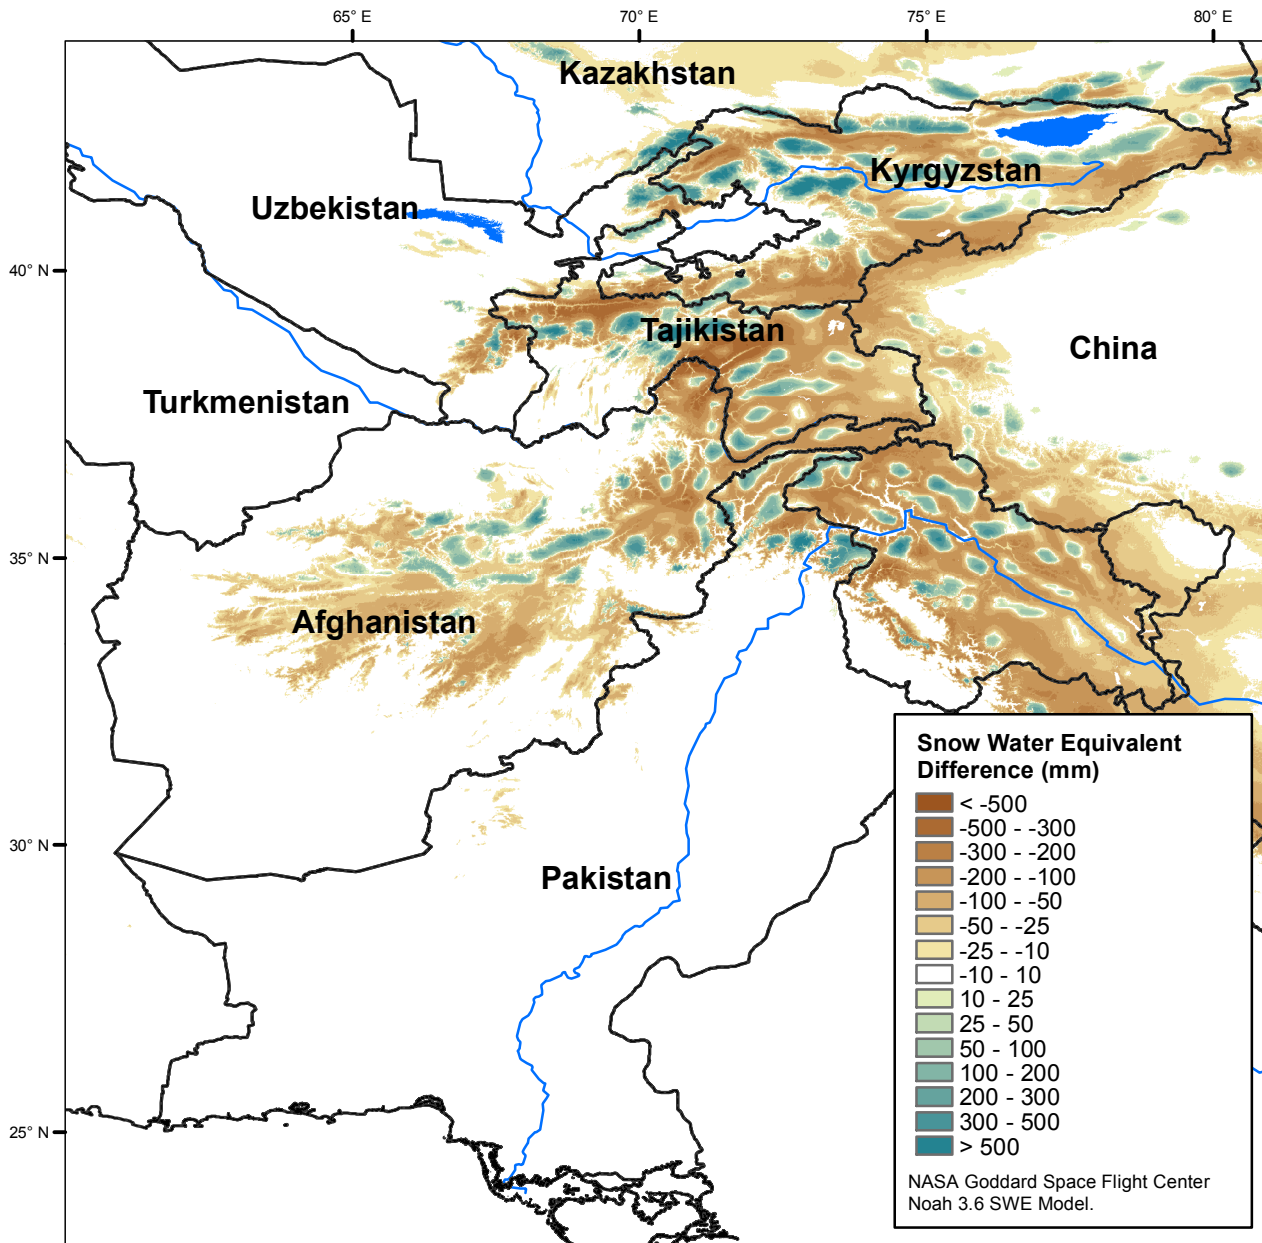 65° E
70° E
75° E
80° E
Kazakhstan
Kyrgyzstan
Uzbekistan
40° N
Tajikistan
China
Turkmenistan
35° N
Afghanistan
30° N
Pakistan
25° N
Snow Water Equivalent
Difference (mm)
< -500
-500 - -300
-300 - -200
-200 - -100
-100 - -50
-50 - -25
-25 - -10
-10 - 10
10 - 25
25 - 50
50 - 100
100 - 200
200 - 300
300 - 500
> 500
NASA Goddard Space Flight Center
Noah 3.6 SWE Model.